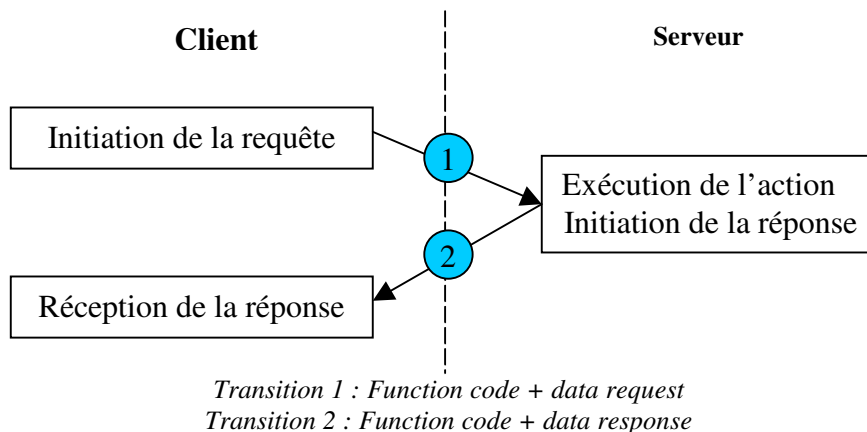 Client
Serveur
Initiation de la requête
1
Exécution de l’action
Initiation de la réponse
2
Réception de la réponse
Transition 1 : Function code + data request
Transition 2 : Function code + data response